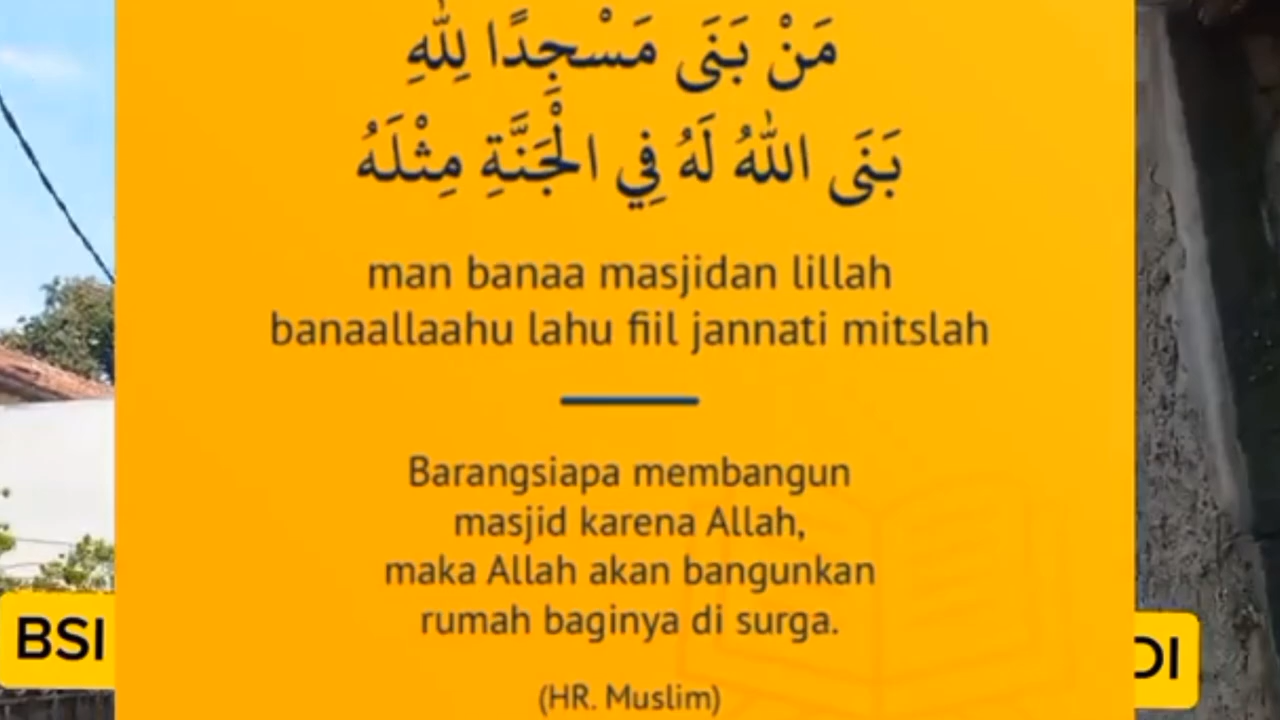 مَنْ بَنَى مَسْجِدًا لِلّٰهِ
بَنَى اللهُ لَهُ فِي الْجَنَّةِ مِثْلَهُ
man banaa masjidan lillah
banaallaahu lahu fiil jannati mitslah
Barangsiapa membangun
masjid karena Allah,
maka Allah akan bangunkan
rumah baginya di surga.
BSI
DI
(HR. Muslim)